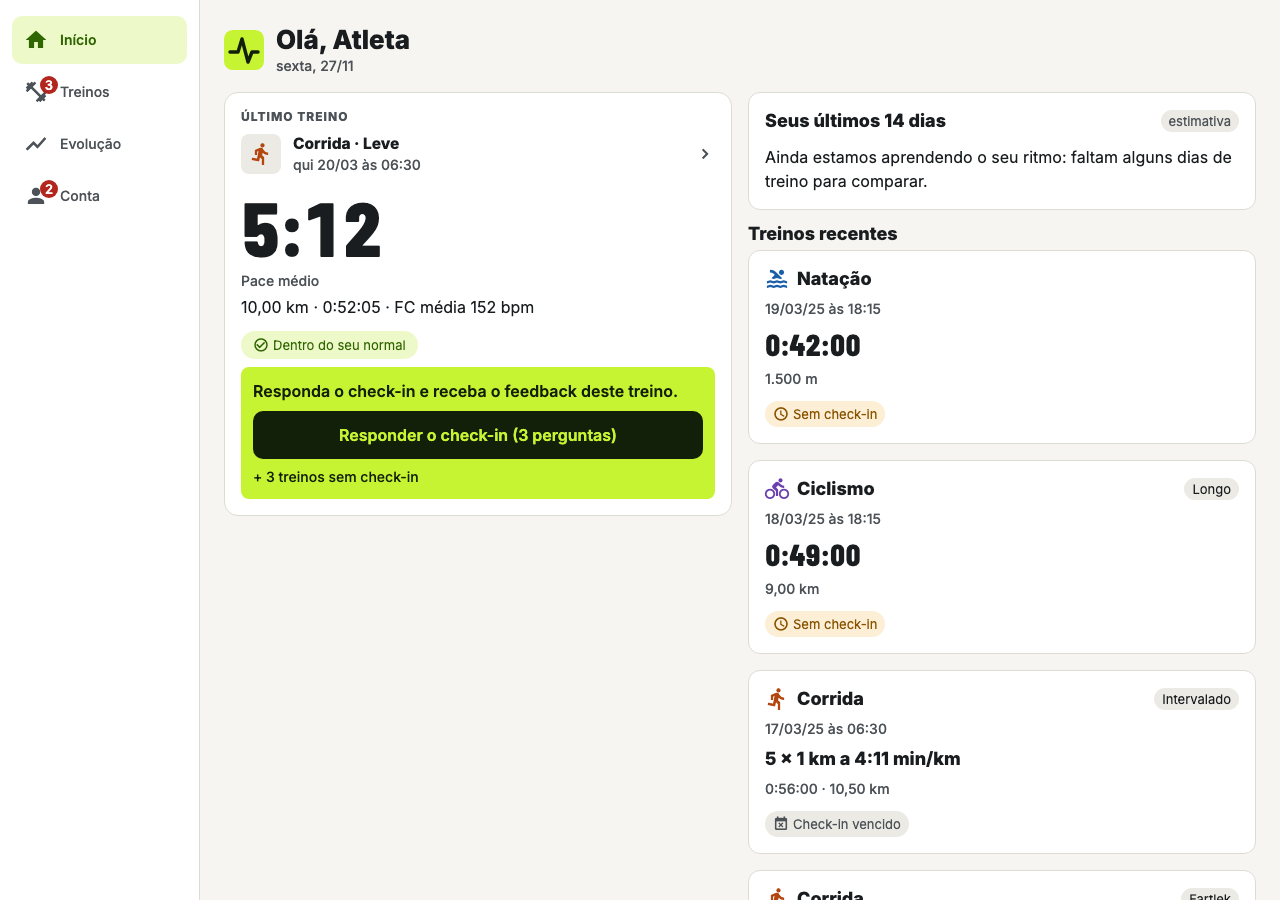 Início
3
Treinos
Evolução
2
Conta
Olá, Atleta
sexta, 27/11
ÚLTIMO TREINO
Corrida · Leve
qui 20/03 às 06:30
5:12
Pace médio
10,00 km · 0:52:05 · FC média 152 bpm
Dentro do seu normal
Responda o check-in e receba o feedback deste treino.
Responder o check-in (3 perguntas)
+ 3 treinos sem check-in
Seus últimos 14 dias
estimativa
Ainda estamos aprendendo o seu ritmo: faltam alguns dias de
treino para comparar.
Treinos recentes
Natação
19/03/25 às 18:15
0:42:00
1.500 m
Sem check-in
Ciclismo
Longo
18/03/25 às 18:15
0:49:00
9,00 km
Sem check-in
Corrida
Intervalado
17/03/25 às 06:30
5 × 1 km a 4:11 min/km
0:56:00 · 10,50 km
Check-in vencido
Corrida
Fartlek